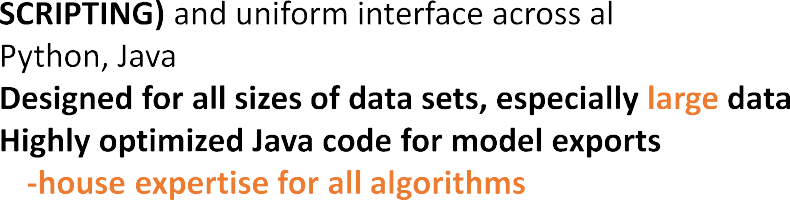 SCRIPTING) and uniform interface across al
Python, Java
Designed for all sizes of data sets, especially large data
Highly optimized Java code for model exports
-house expertise for all algorithms